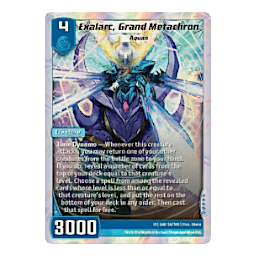 4
Exalarc, Grand Metachron
Aquan
Creature
Time Dynamo — Whenever this creature
attacks, you may return one of your other
creatures from the battle zone to your hand.
If you do, reveal a number of cards from the
top of your deck equal to that creature's level.
Choose a spell from among the revealed
cards whose level is less than or equal to
that creature's level, and put the rest on the
bottom of your deck in any order. Then cast
that spell for free.
3000